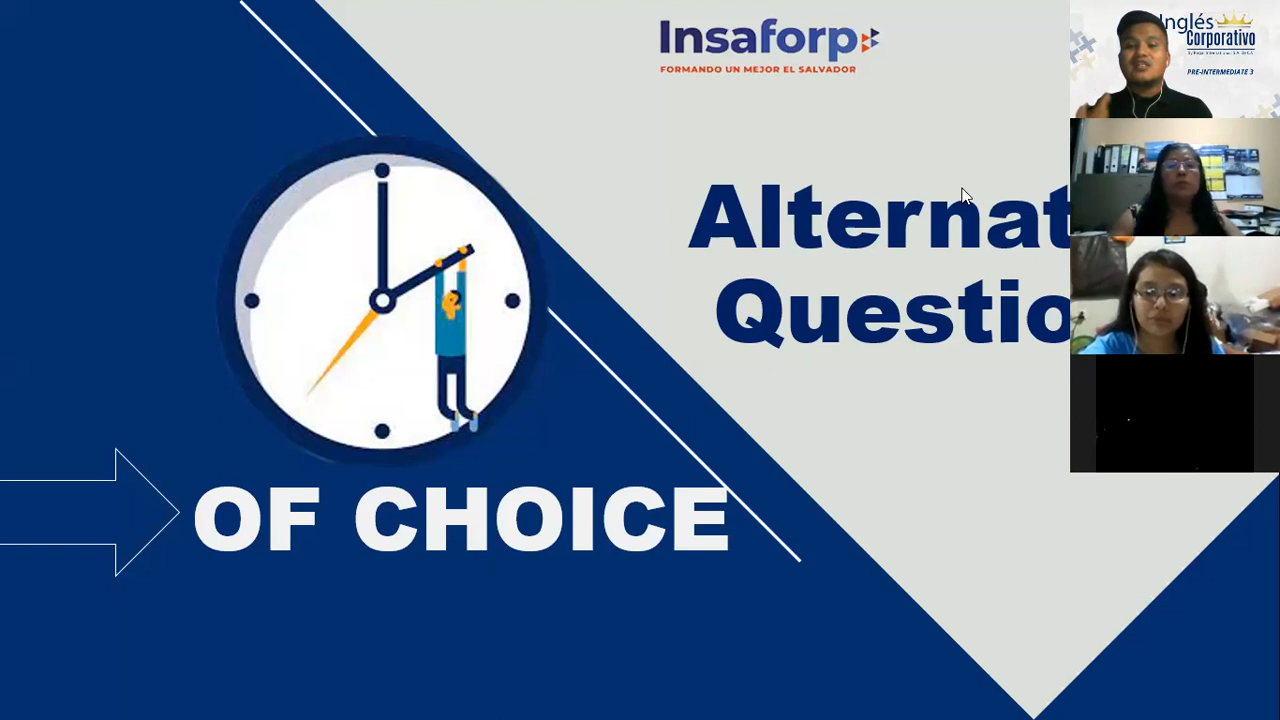 Insaforp
FORMANDO UN MEJOR EL SALVADOR
Inglés
Corporativo
PRE-INTERMEDIATE 3
Alternat
Questio
OF CHOICE